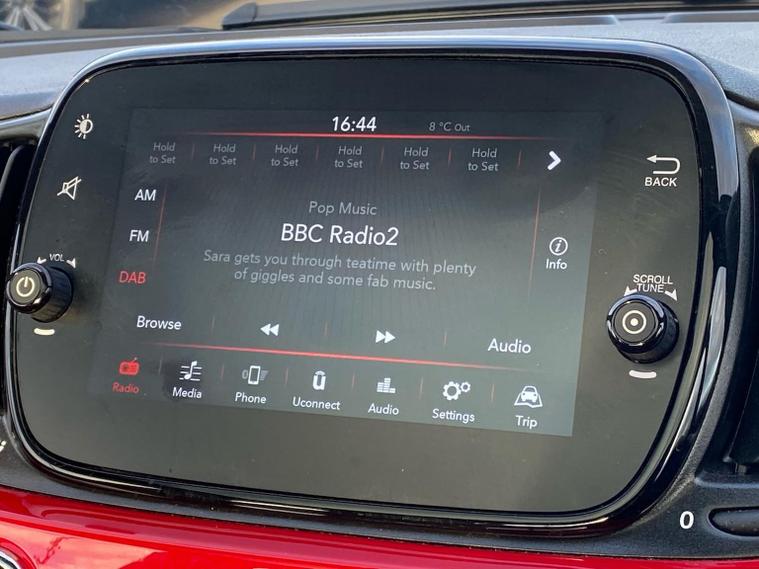 16:44
8 °C Out
Hold to Set
Hold to Set
Hold to Set
Hold to Set
Hold to Set
Hold to Set
AM
FM
DAB
Pop Music
BBC Radio2
Sara gets you through teatime with plenty
of giggles and some fab music.
Info
Browse
Audio
Radio
Media
Phone
Uconnect
Audio
Settings
Trip
VOL
BACK
SCROLL
TUNE
0